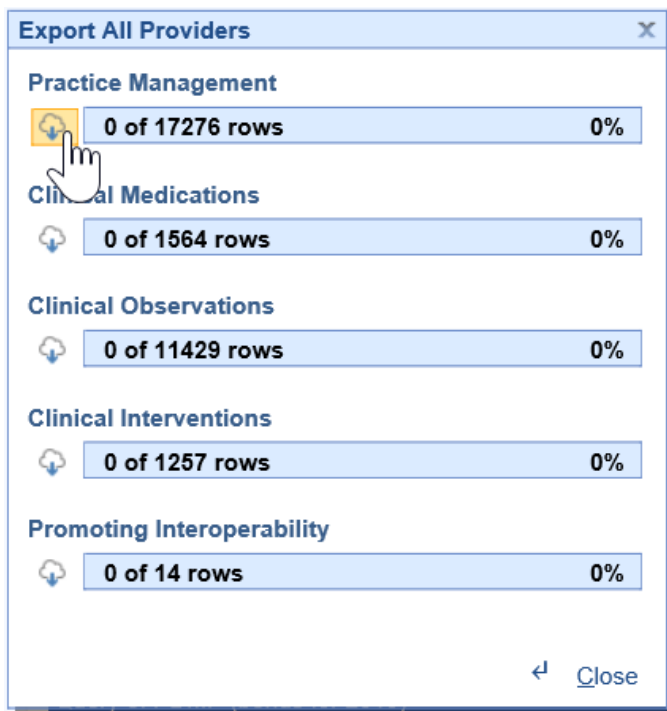 Export All Providers x
Practice Management
0 of 17276 rows 0%
Clinical Medications
0 of 1564 rows 0%
Clinical Observations
0 of 11429 rows 0%
Clinical Interventions
0 of 1257 rows 0%
Promoting Interoperability
0 of 14 rows 0%
Close